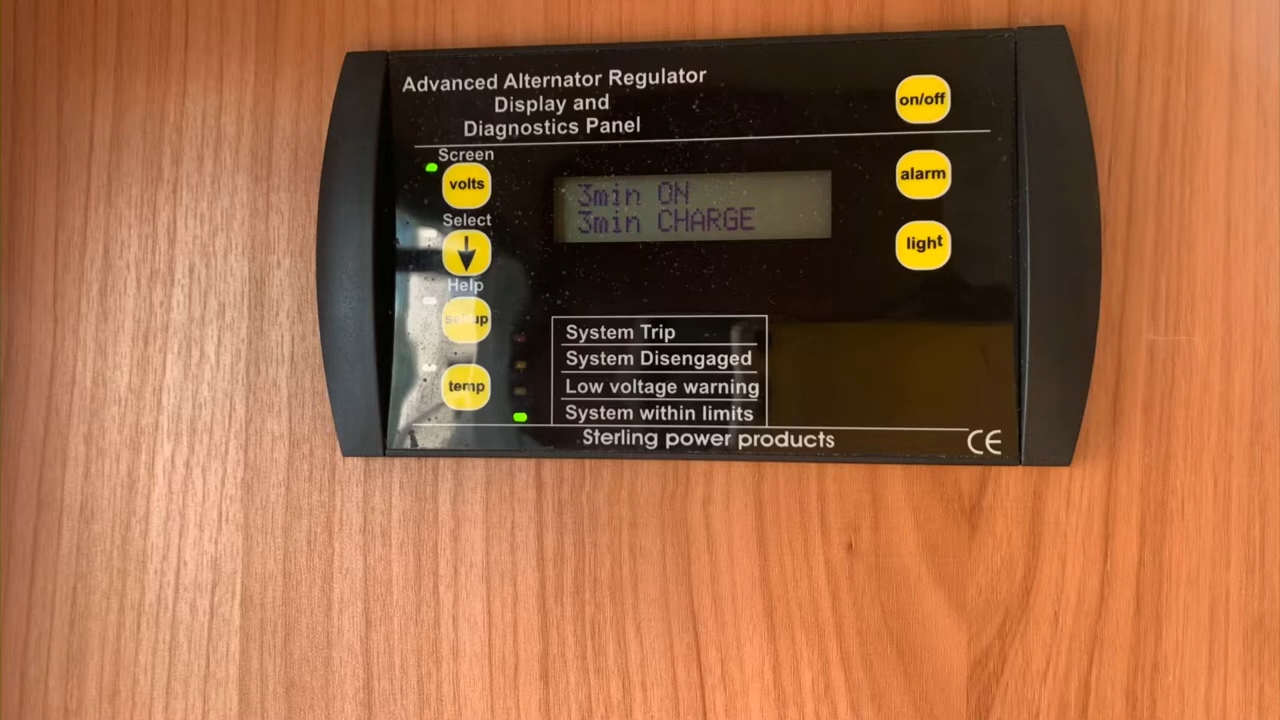 Advanced Alternator Regulator
Display and
Diagnostics Panel
on/off
Screen
volts
alarm
3min ON
3min CHARGE
Select
light
Help
setup
temp
System Trip
System Disengaged
Low voltage warning
System within limits
Sterling power products
CE